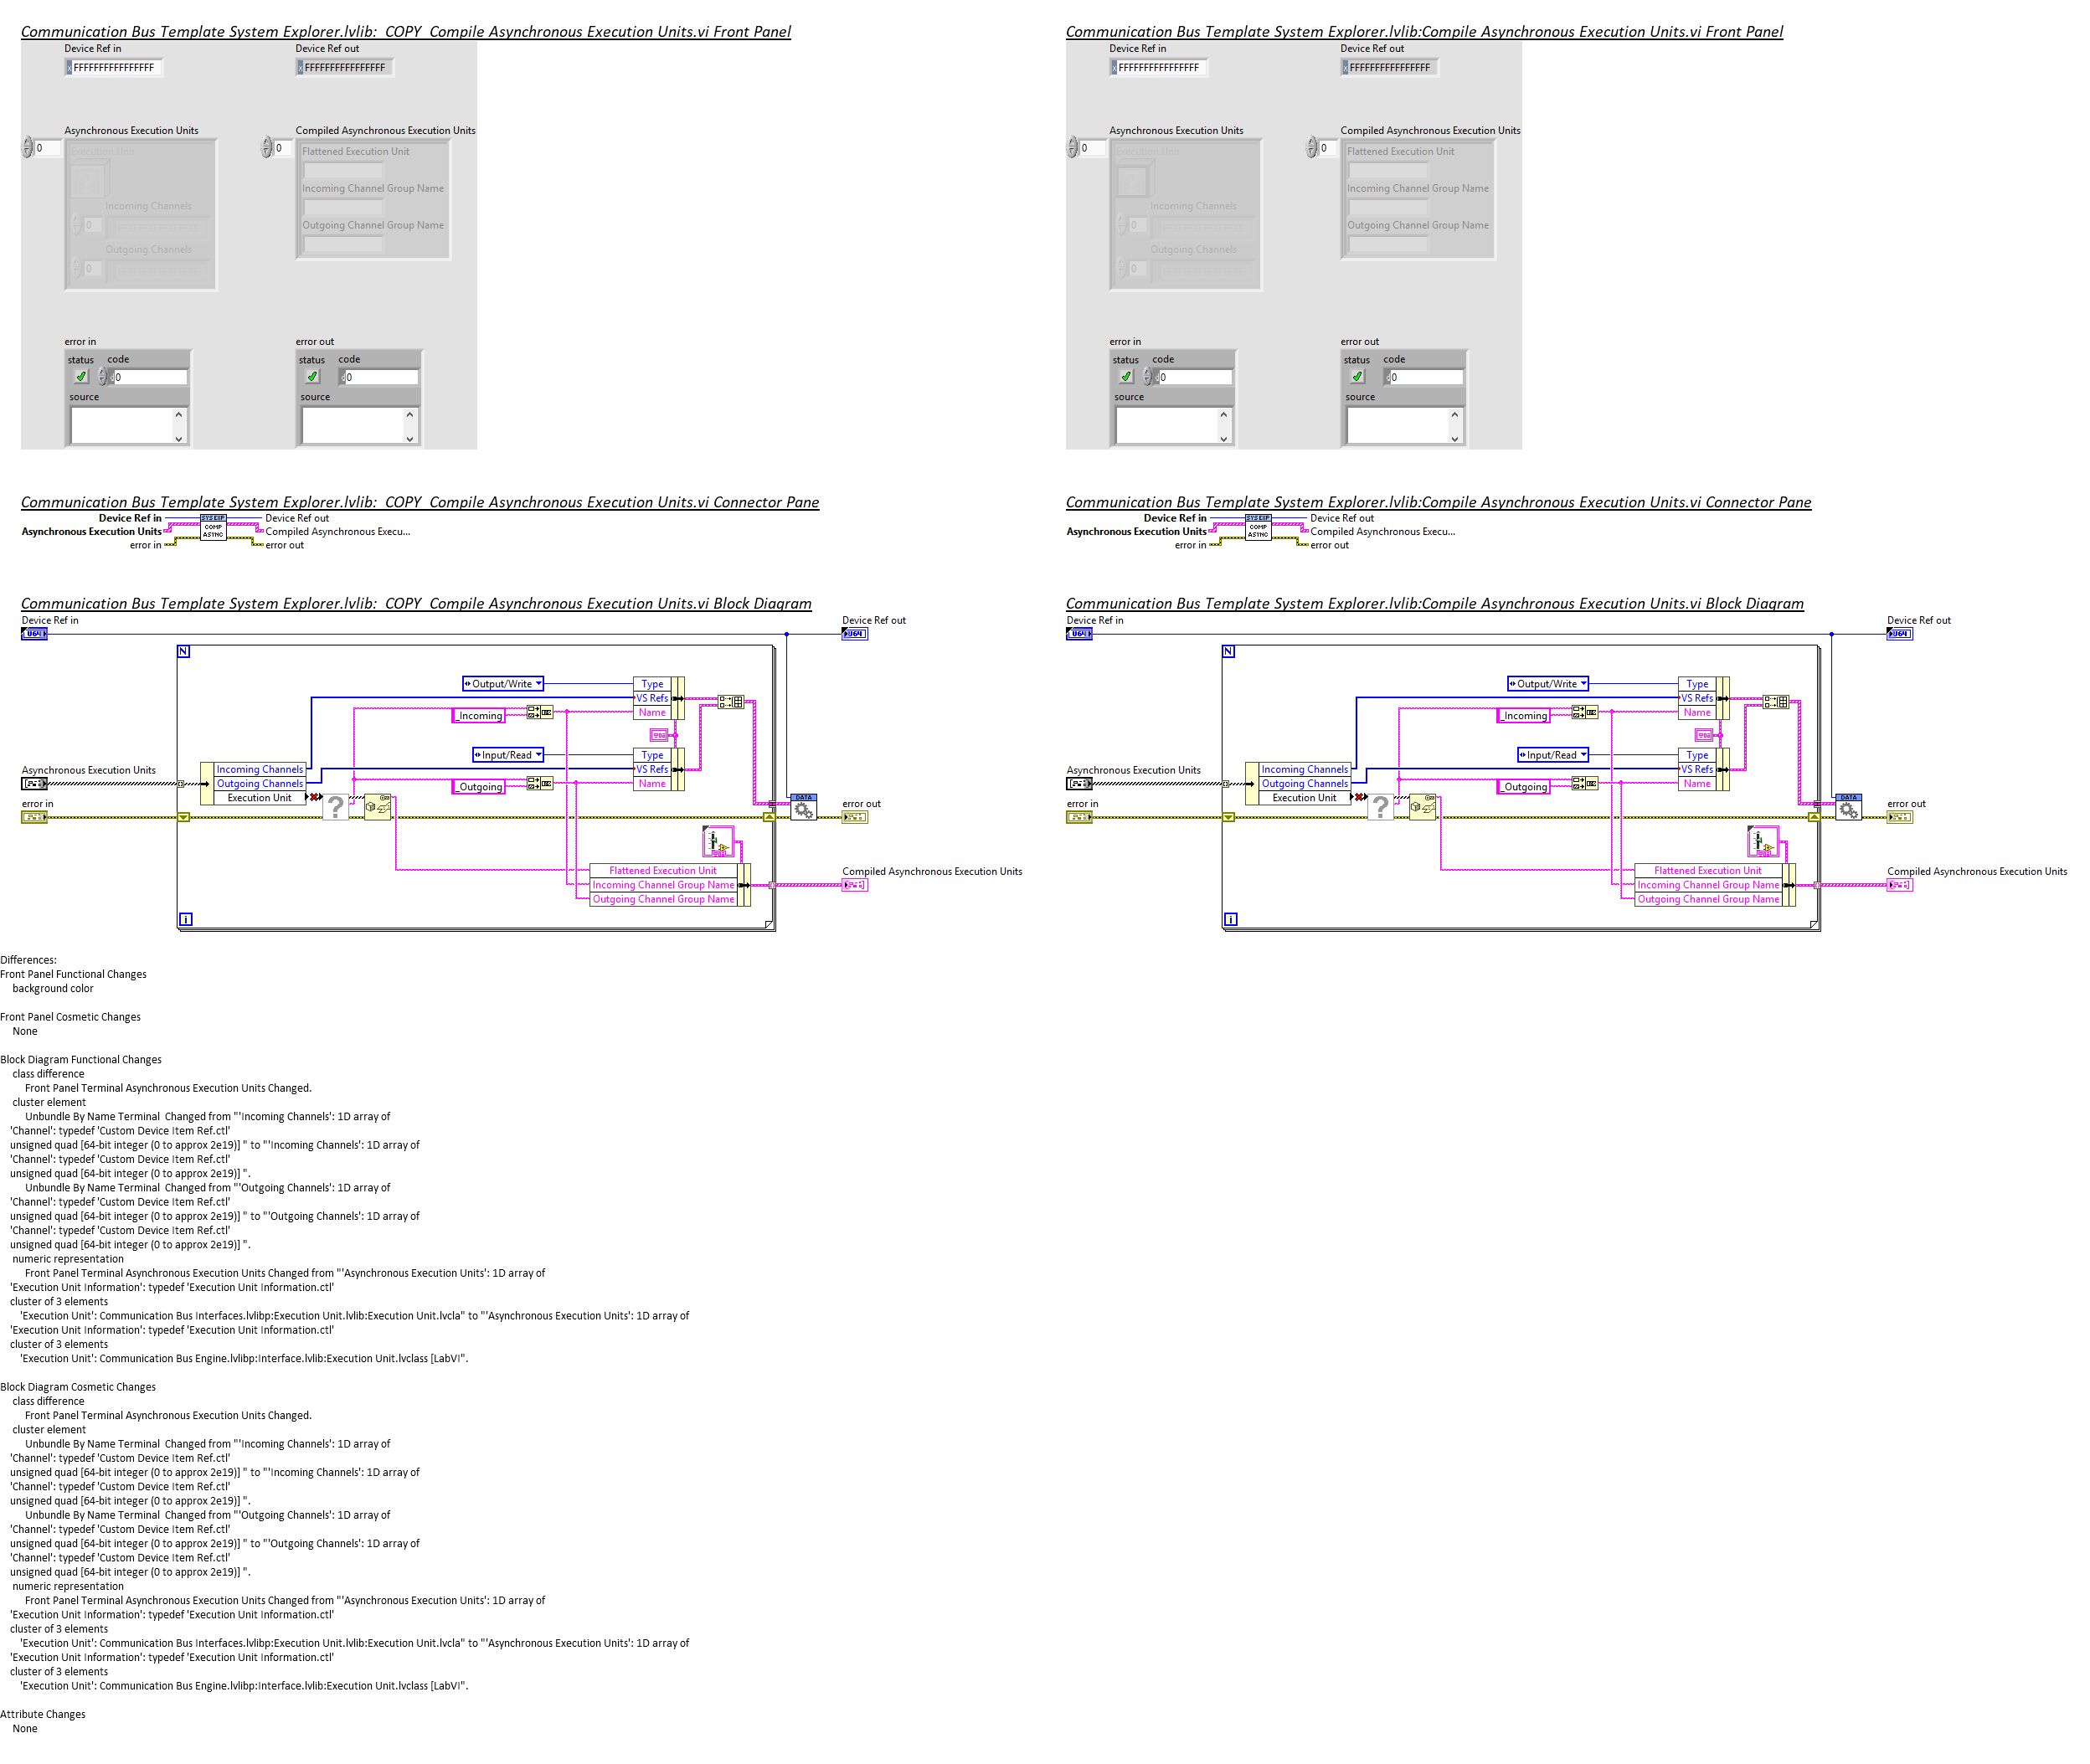 Communication Bus Template System Explorer.lvlib:  COPY  Compile Asynchronous Execution Units.vi Front Panel
Device Ref in
Device Ref out
FFFFFFFFFFFFFFFF
FFFFFFFFFFFFFFFF
Asynchronous Execution Units
Compiled Asynchronous Execution Units
0
Execution Unit
0
Flattened Execution Unit
Incoming Channel Group Name
Incoming Channels
0
Outgoing Channel Group Name
Outgoing Channels
0
error in
error out
status code
status code
0
0
source
source
Communication Bus Template System Explorer.lvlib:Compile Asynchronous Execution Units.vi Front Panel
Device Ref in
Device Ref out
FFFFFFFFFFFFFFFF
FFFFFFFFFFFFFFFF
Asynchronous Execution Units
Compiled Asynchronous Execution Units
0
Execution Unit
0
Flattened Execution Unit
Incoming Channel Group Name
Incoming Channels
0
Outgoing Channel Group Name
Outgoing Channels
0
error in
error out
status code
status code
0
0
source
source
Communication Bus Template System Explorer.lvlib:  COPY  Compile Asynchronous Execution Units.vi Connector Pane
Device Ref in
SYSEXP
Device Ref out
Asynchronous Execution Units
COMP
ASYNC
Compiled Asynchronous Execu...
error in
error out
Communication Bus Template System Explorer.lvlib:Compile Asynchronous Execution Units.vi Connector Pane
Device Ref in
SYSEXP
Device Ref out
Asynchronous Execution Units
COMP
ASYNC
Compiled Asynchronous Execu...
error in
error out
Communication Bus Template System Explorer.lvlib:  COPY  Compile Asynchronous Execution Units.vi Block Diagram
Device Ref in
Device Ref out
U64
U64
N
Output/Write
Type
VS Refs
_Incoming
Name
Input/Read
Type
Asynchronous Execution Units
Incoming Channels
VS Refs
Outgoing Channels
_Outgoing
Name
error in
Execution Unit
?
DATA
error out
Flattened Execution Unit
Compiled Asynchronous Execution Units
Incoming Channel Group Name
Outgoing Channel Group Name
i
Communication Bus Template System Explorer.lvlib:Compile Asynchronous Execution Units.vi Block Diagram
Device Ref in
Device Ref out
U64
U64
N
Output/Write
Type
VS Refs
_Incoming
Name
Input/Read
Type
Asynchronous Execution Units
Incoming Channels
VS Refs
Outgoing Channels
_Outgoing
Name
error in
Execution Unit
?
DATA
error out
Flattened Execution Unit
Compiled Asynchronous Execution Units
Incoming Channel Group Name
Outgoing Channel Group Name
i
Differences:
Front Panel Functional Changes
background color
Front Panel Cosmetic Changes
None
Block Diagram Functional Changes
class difference
Front Panel Terminal Asynchronous Execution Units Changed.
cluster element
Unbundle By Name Terminal  Changed from "'Incoming Channels': 1D array of
'Channel': typedef 'Custom Device Item Ref.ctl'
unsigned quad [64-bit integer (0 to approx 2e19)] " to "'Incoming Channels': 1D array of
'Channel': typedef 'Custom Device Item Ref.ctl'
unsigned quad [64-bit integer (0 to approx 2e19)] ".
Unbundle By Name Terminal  Changed from "'Outgoing Channels': 1D array of
'Channel': typedef 'Custom Device Item Ref.ctl'
unsigned quad [64-bit integer (0 to approx 2e19)] " to "'Outgoing Channels': 1D array of
'Channel': typedef 'Custom Device Item Ref.ctl'
unsigned quad [64-bit integer (0 to approx 2e19)] ".
numeric representation
Front Panel Terminal Asynchronous Execution Units Changed from "'Asynchronous Execution Units': 1D array of
'Execution Unit Information': typedef 'Execution Unit Information.ctl'
cluster of 3 elements
'Execution Unit': Communication Bus Interfaces.lvlibp:Execution Unit.lvlib:Execution Unit.lvcla" to "'Asynchronous Execution Units': 1D array of
'Execution Unit Information': typedef 'Execution Unit Information.ctl'
cluster of 3 elements
'Execution Unit': Communication Bus Engine.lvlibp:Interface.lvlib:Execution Unit.lvclass [LabVI".
Block Diagram Cosmetic Changes
class difference
Front Panel Terminal Asynchronous Execution Units Changed.
cluster element
Unbundle By Name Terminal  Changed from "'Incoming Channels': 1D array of
'Channel': typedef 'Custom Device Item Ref.ctl'
unsigned quad [64-bit integer (0 to approx 2e19)] " to "'Incoming Channels': 1D array of
'Channel': typedef 'Custom Device Item Ref.ctl'
unsigned quad [64-bit integer (0 to approx 2e19)] ".
Unbundle By Name Terminal  Changed from "'Outgoing Channels': 1D array of
'Channel': typedef 'Custom Device Item Ref.ctl'
unsigned quad [64-bit integer (0 to approx 2e19)] " to "'Outgoing Channels': 1D array of
'Channel': typedef 'Custom Device Item Ref.ctl'
unsigned quad [64-bit integer (0 to approx 2e19)] ".
numeric representation
Front Panel Terminal Asynchronous Execution Units Changed from "'Asynchronous Execution Units': 1D array of
'Execution Unit Information': typedef 'Execution Unit Information.ctl'
cluster of 3 elements
'Execution Unit': Communication Bus Interfaces.lvlibp:Execution Unit.lvlib:Execution Unit.lvcla" to "'Asynchronous Execution Units': 1D array of
'Execution Unit Information': typedef 'Execution Unit Information.ctl'
cluster of 3 elements
'Execution Unit': Communication Bus Engine.lvlibp:Interface.lvlib:Execution Unit.lvclass [LabVI".
Attribute Changes
None